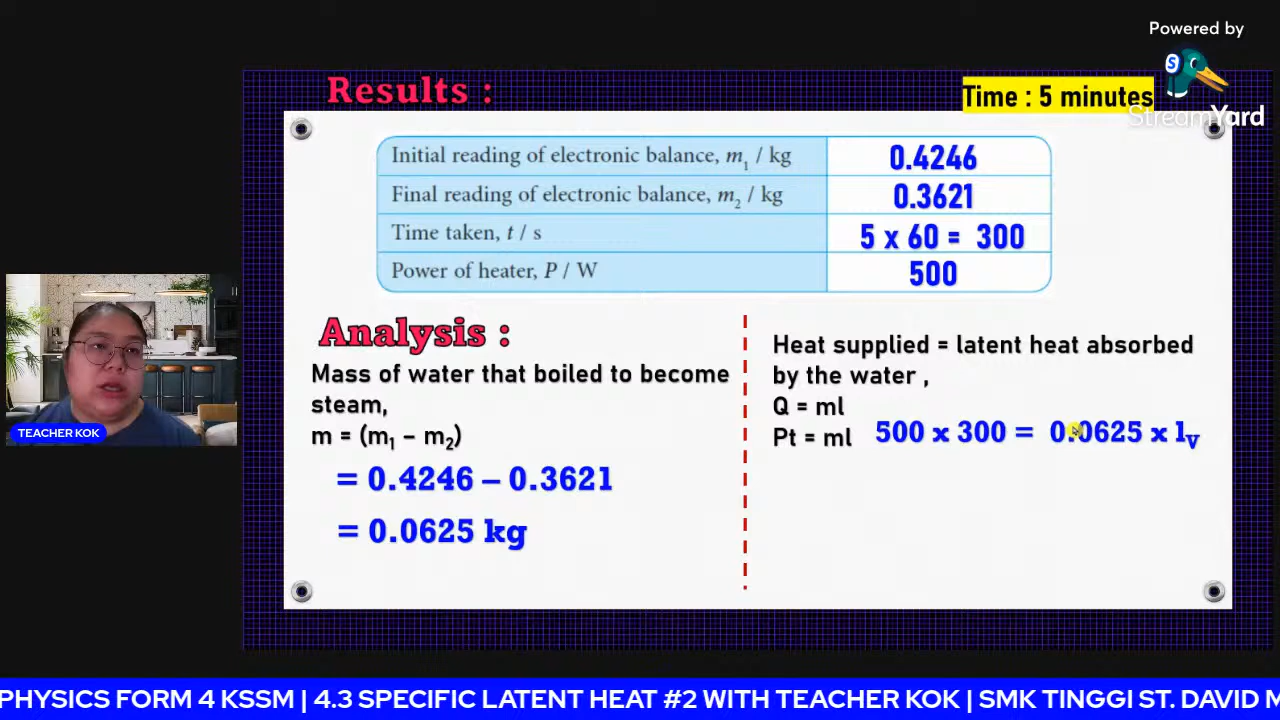 Powered by
StreamYard
Results :
Time : 5 minutes
Initial reading of electronic balance, m₁ / kg 0.4246
Final reading of electronic balance, m₂ / kg 0.3621
Time taken, t / s 5 x 60 = 300
Power of heater, P / W 500
Analysis :
Mass of water that boiled to become
steam,
m = (m₁ – m₂)
= 0.4246 – 0.3621
= 0.0625 kg
Heat supplied = latent heat absorbed
by the water ,
Q = ml
Pt = ml 500 x 300 = 0.0625 x lᵥ
TEACHER KOK
PHYSICS FORM 4 KSSM | 4.3 SPECIFIC LATENT HEAT #2 WITH TEACHER KOK | SMK TINGGI ST. DAVID M